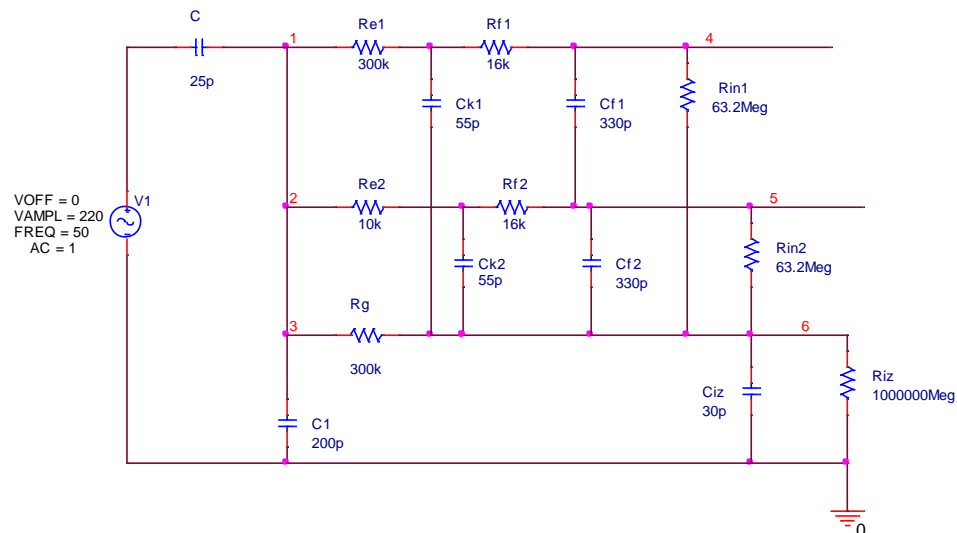 C
25p
1
Re1
300k
Rf1
16k
4
Ck1
55p
Cf1
330p
Rin1
63.2Meg
VOFF = 0
VAMPL = 220
FREQ = 50
AC = 1
V1
2
Re2
10k
Rf2
16k
5
Ck2
55p
Cf2
330p
Rin2
63.2Meg
3
Rg
300k
6
C1
200p
Ciz
30p
Riz
1000000Meg
0